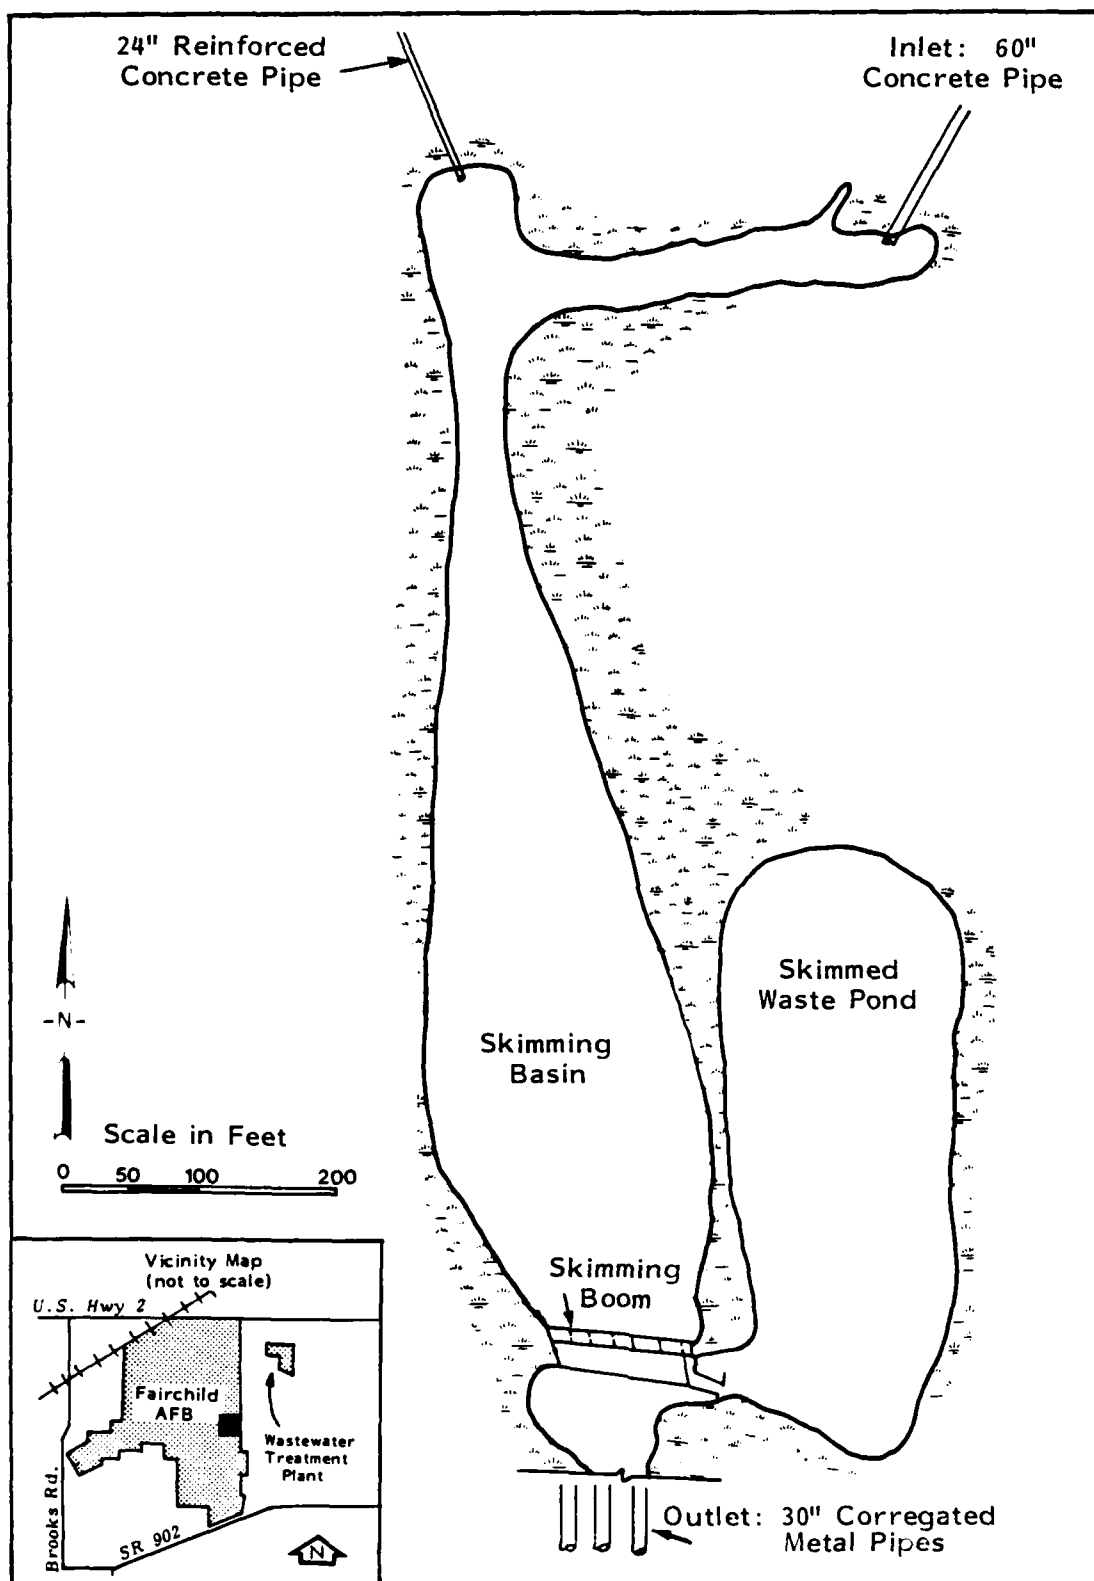 24" Reinforced
Concrete Pipe
Inlet: 60"
Concrete Pipe
Skimmed
Waste Pond
Skimming
Basin
-N-
Scale in Feet
0 50 100 200
Skimming
Boom
Vicinity Map
(not to scale)
U.S. Hwy 2
Fairchild
AFB
Wastewater
Treatment
Plant
Brooks Rd.
SR 902
N
Outlet: 30" Corregated
Metal Pipes